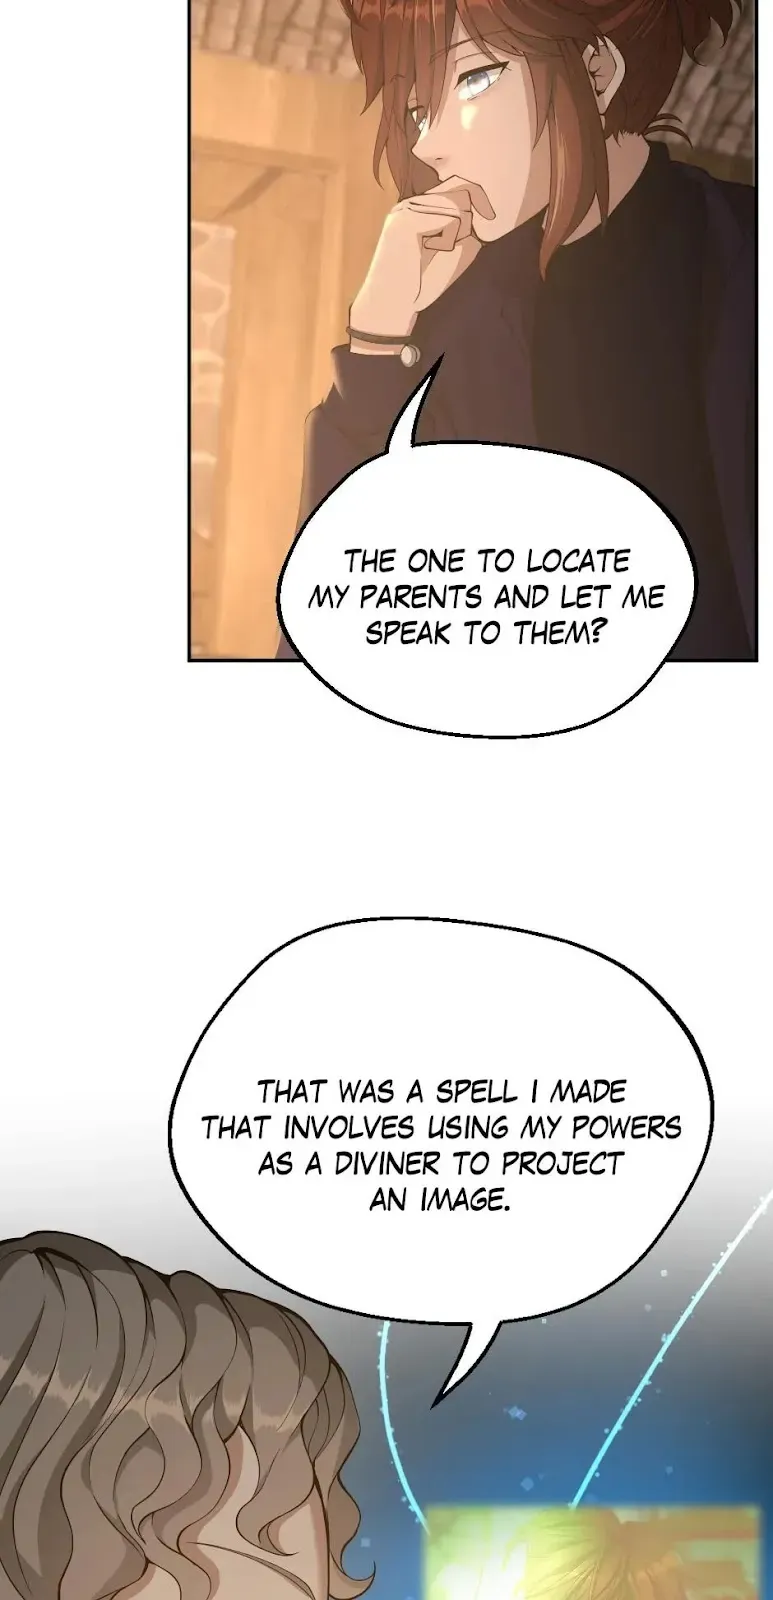 THE ONE TO LOCATE
MY PARENTS AND LET ME
SPEAK TO THEM?
THAT WAS A SPELL I MADE
THAT INVOLVES USING MY POWERS
AS A DIVINER TO PROJECT
AN IMAGE.